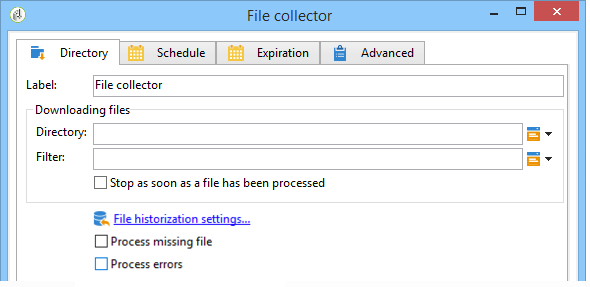 File collector
Directory Schedule Expiration Advanced
Label: File collector
Downloading files
Directory:
Filter:
Stop as soon as a file has been processed
File historization settings...
Process missing file
Process errors